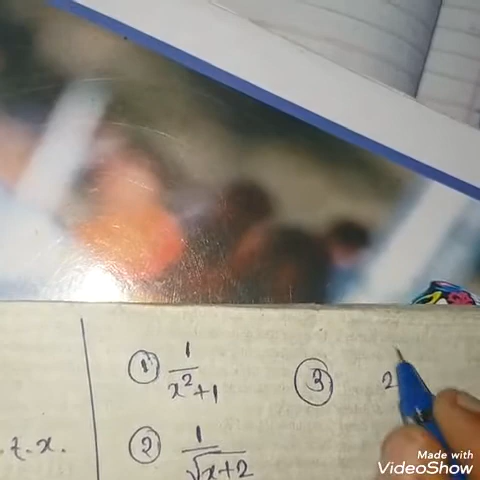 ① 1/(x²+1)
③ 2
.t. x.
② 1/√(x+2)
Made with
VideoShow